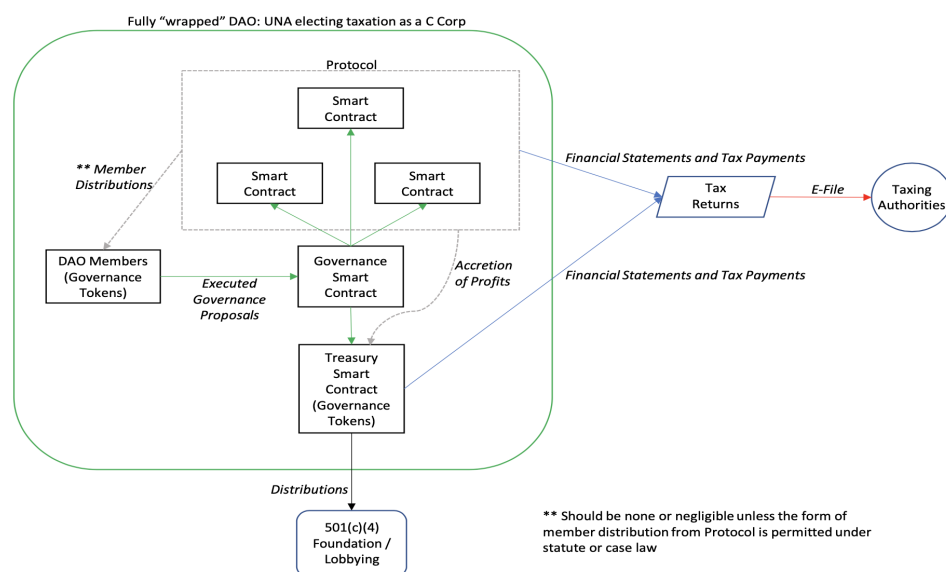 Fully “wrapped” DAO: UNA electing taxation as a C Corp
Protocol
Smart
Contract
** Member
Distributions
Smart
Contract
Smart
Contract
Financial Statements and Tax Payments
Tax
Returns
E-File
Taxing
Authorities
DAO Members
(Governance
Tokens)
Executed
Governance
Proposals
Governance
Smart
Contract
Accretion
of Profits
Financial Statements and Tax Payments
Treasury
Smart
Contract
(Governance
Tokens)
Distributions
501(c)(4)
Foundation /
Lobbying
** Should be none or negligible unless the form of
member distribution from Protocol is permitted under
statute or case law